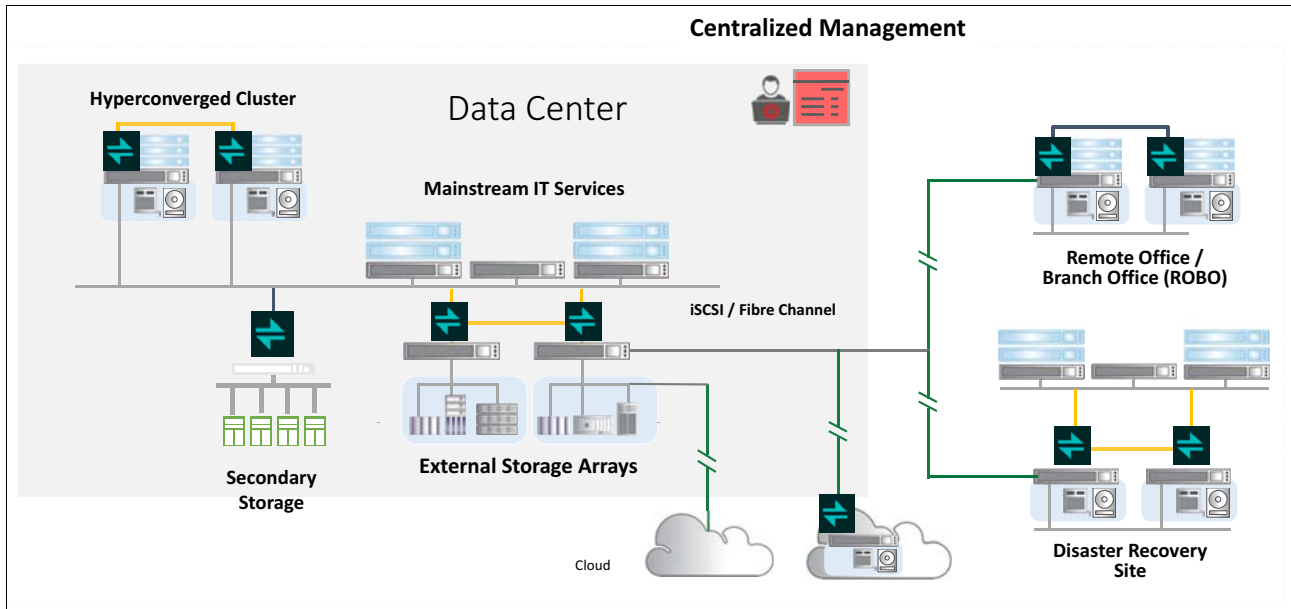 Centralized Management
Hyperconverged Cluster
Data Center
Mainstream IT Services
iSCSI / Fibre Channel
Remote Office /
Branch Office (ROBO)
External Storage Arrays
Secondary
Storage
Cloud
Disaster Recovery
Site